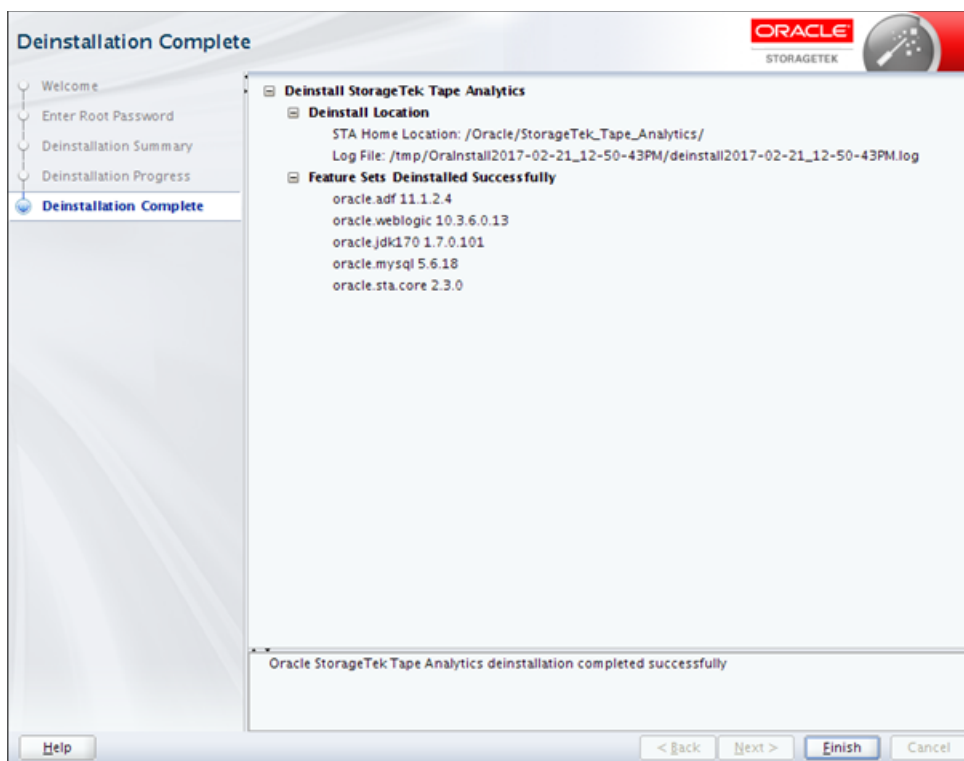 Deinstallation Complete
ORACLE
STORAGETEK
Welcome
Enter Root Password
Deinstallation Summary
Deinstallation Progress
Deinstallation Complete
Deinstall StorageTek Tape Analytics
Deinstall Location
STA Home Location: /Oracle/StorageTek_Tape_Analytics/
Log File: /tmp/OraInstall2017-02-21_12-50-43PM/deinstall2017-02-21_12-50-43PM.log
Feature Sets Deinstalled Successfully
oracle.adf 11.1.2.4
oracle.weblogic 10.3.6.0.13
oracle.jdk170 1.7.0.101
oracle.mysql 5.6.18
oracle.sta.core 2.3.0
Oracle StorageTek Tape Analytics deinstallation completed successfully
Help
< Back
Next >
Finish
Cancel